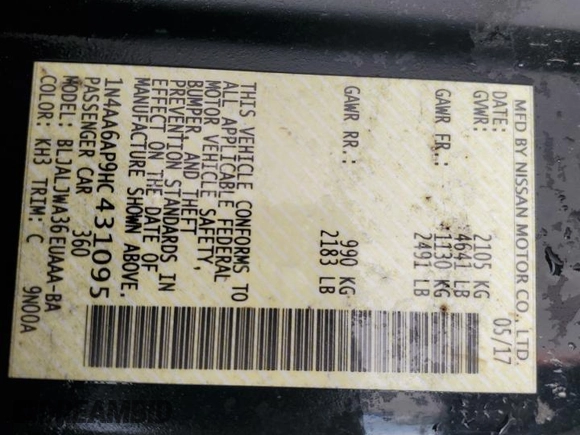 MFD BY NISSAN MOTOR CO., LTD.
DATE: 05/17
GVWR: 2105 KG
4641 LB
GAWR FR.: 1130 KG
2491 LB
GAWR RR.: 990 KG
2183 LB
THIS VEHICLE CONFORMS TO
ALL APPLICABLE FEDERAL
MOTOR VEHICLE SAFETY,
BUMPER, AND THEFT
PREVENTION STANDARDS IN
EFFECT ON THE DATE OF
MANUFACTURE SHOWN ABOVE.
1N4AA6AP9HC431095
PASSENGER CAR 360
MODEL: BLJALJWA36EUAAA-BA
COLOR: KH3 TRIM: C 9N00A